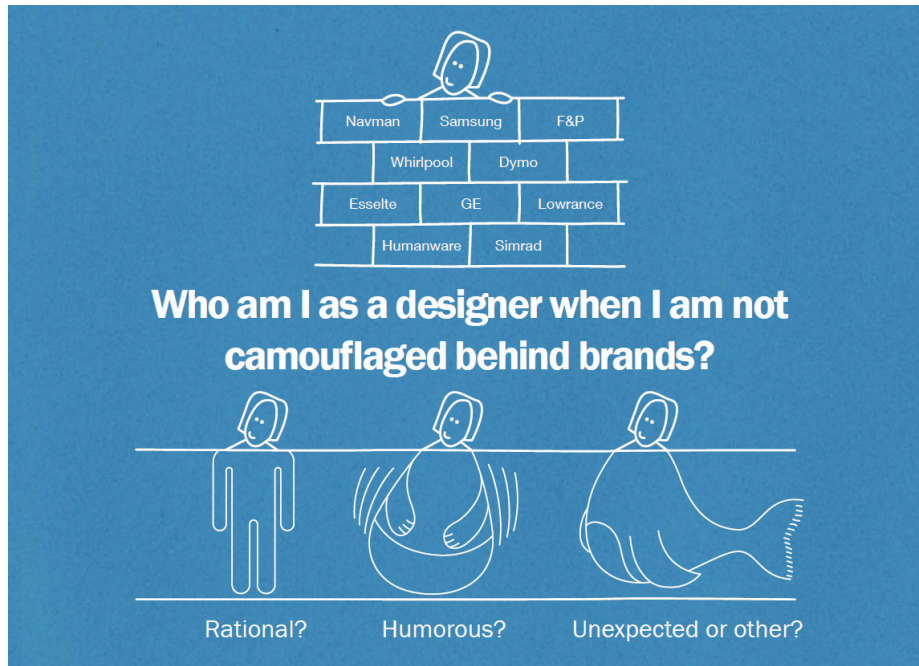 Navman Samsung F&P
Whirlpool Dymo
Esselte GE Lowrance
Humanware Simrad
Who am I as a designer when I am not
camouflaged behind brands?
Rational? Humorous? Unexpected or other?